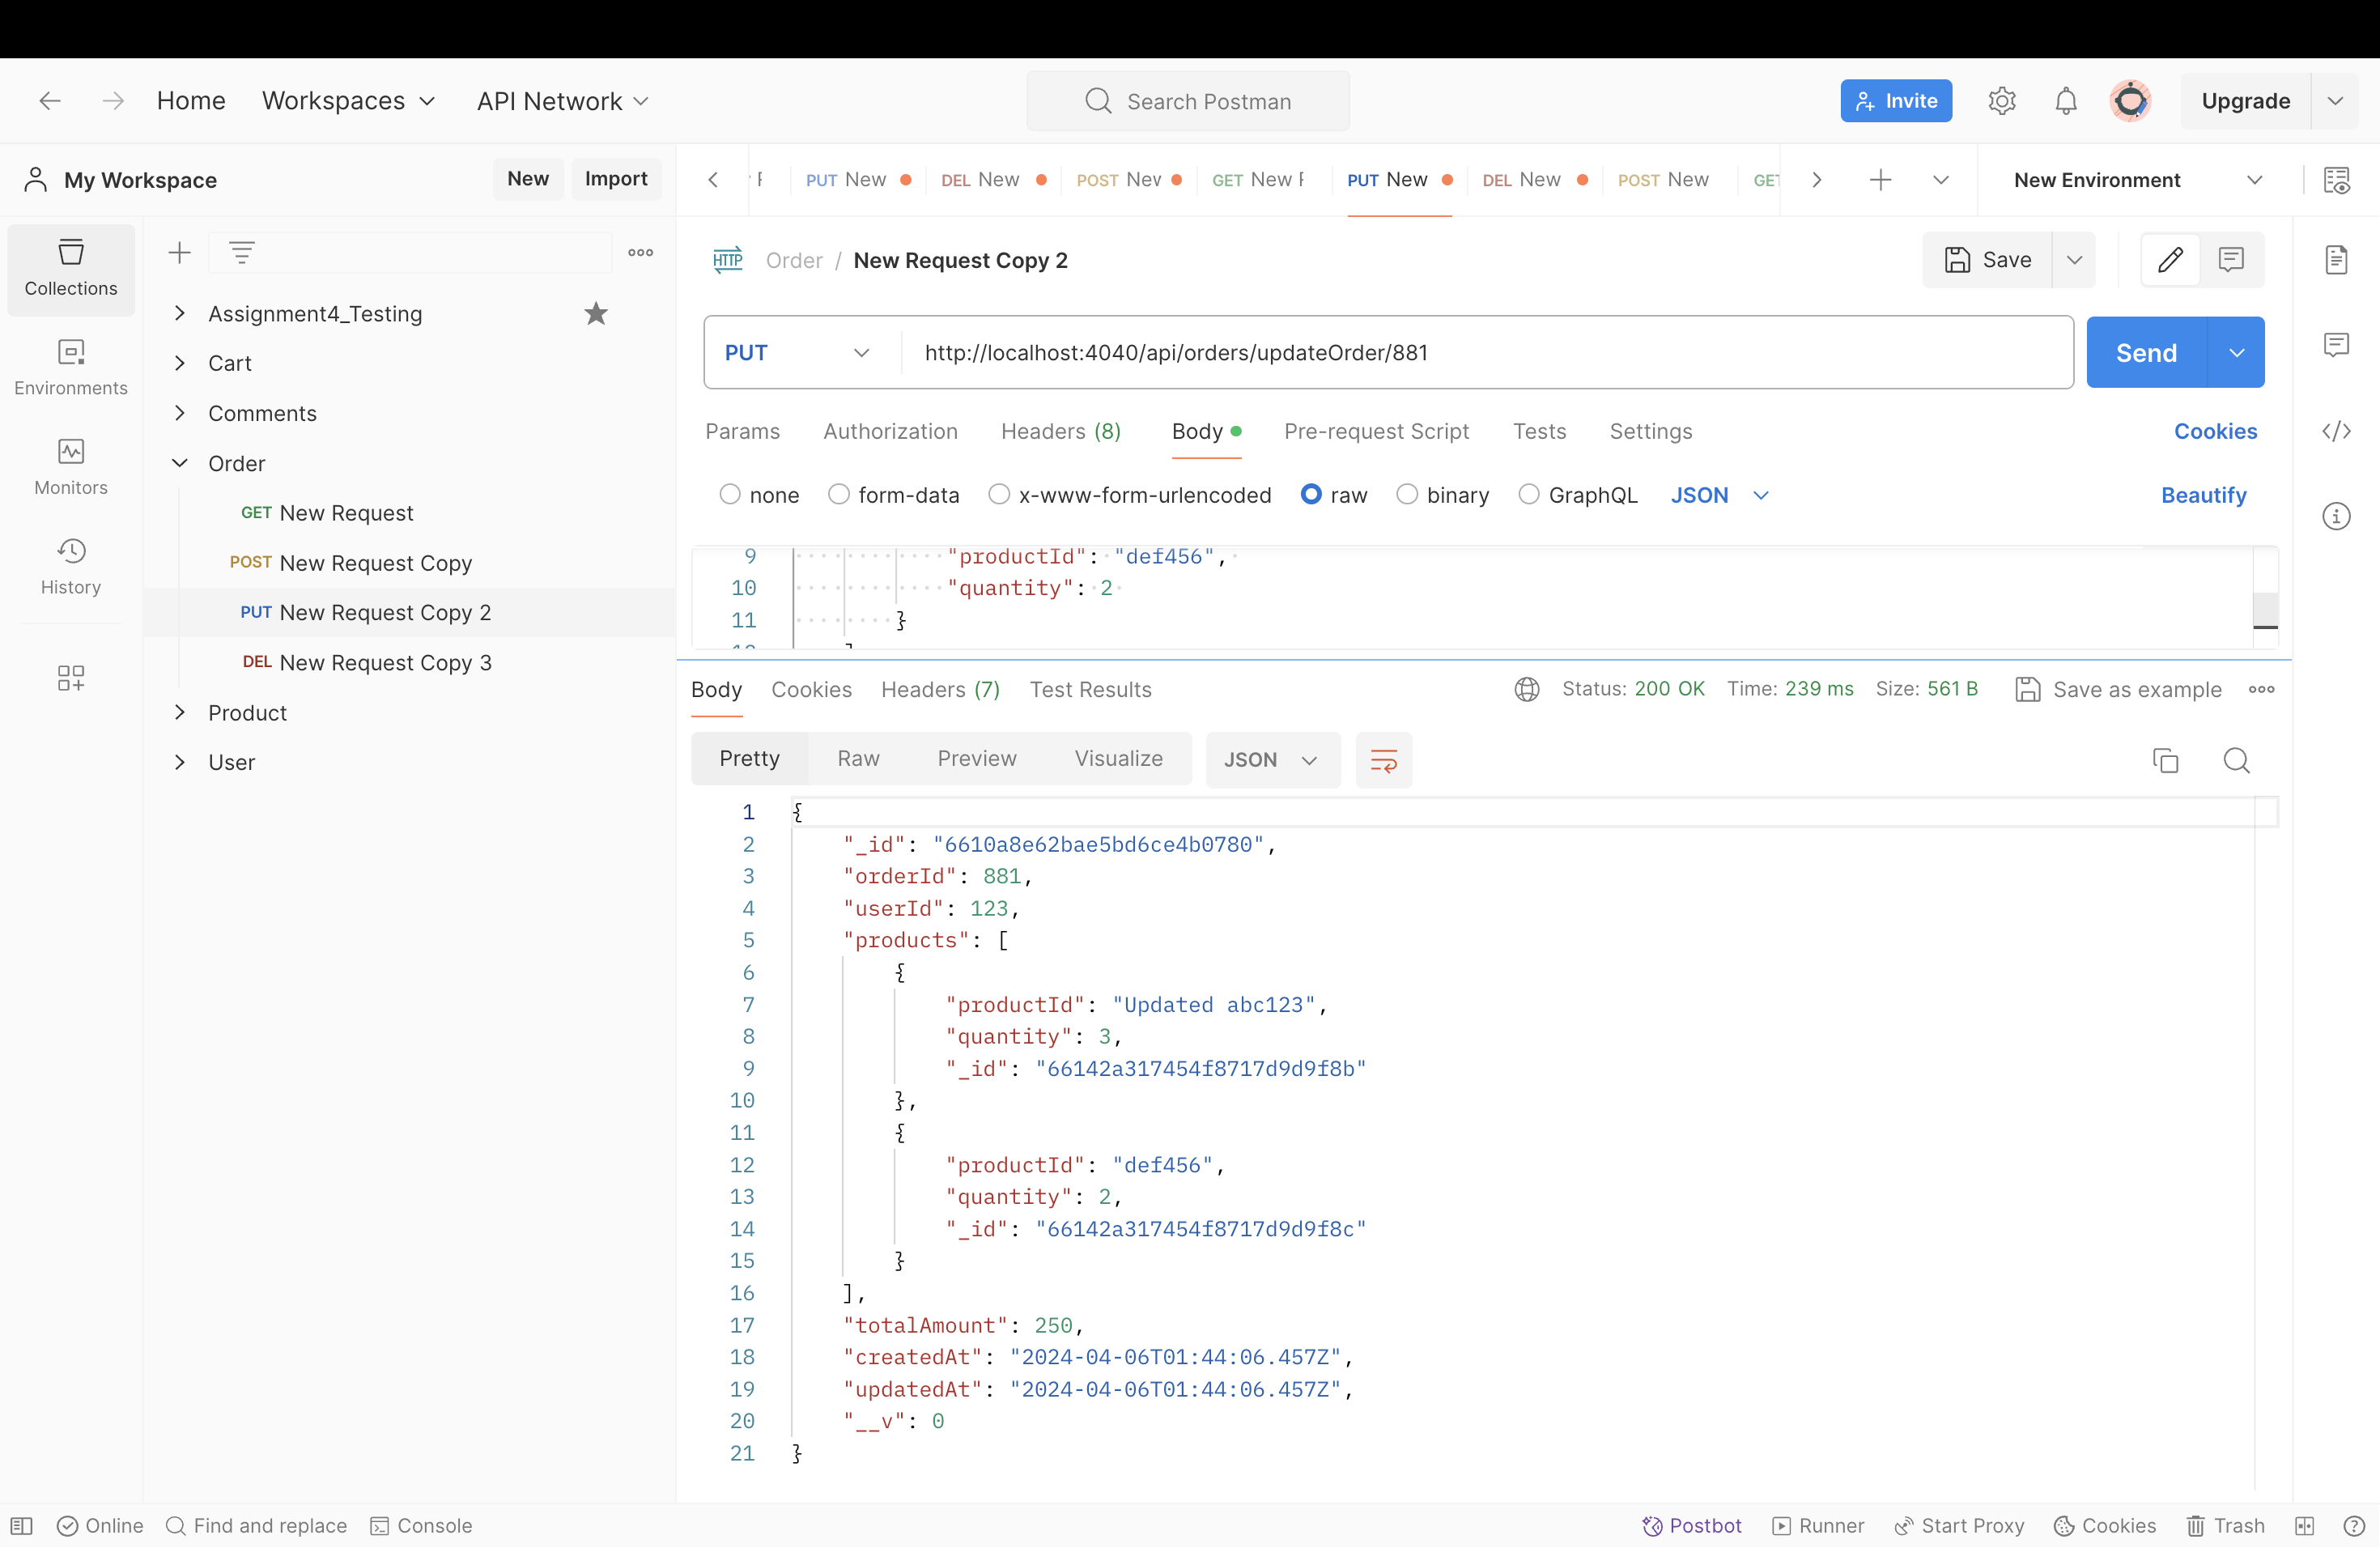 Home Workspaces API Network Search Postman Invite Upgrade
My Workspace New Import
PUT New DEL New POST New GET New PUT New DEL New POST New GET New Environment
Collections
Environments
Monitors
History
Assignment4_Testing
Cart
Comments
Order
GET New Request
POST New Request Copy
PUT New Request Copy 2
DEL New Request Copy 3
Product
User
HTTP Order / New Request Copy 2 Save
PUT http://localhost:4040/api/orders/updateOrder/881 Send
Params Authorization Headers (8) Body Pre-request Script Tests Settings Cookies
none form-data x-www-form-urlencoded raw binary GraphQL JSON Beautify
9 "productId": "def456",
10 "quantity": 2
11 }
Body Cookies Headers (7) Test Results Status: 200 OK Time: 239 ms Size: 561 B Save as example
Pretty Raw Preview Visualize JSON
1 {
2 "_id": "6610a8e62bae5bd6ce4b0780",
3 "orderId": 881,
4 "userId": 123,
5 "products": [
6 {
7 "productId": "Updated abc123",
8 "quantity": 3,
9 "_id": "66142a317454f8717d9d9f8b"
10 },
11 {
12 "productId": "def456",
13 "quantity": 2,
14 "_id": "66142a317454f8717d9d9f8c"
15 }
16 ],
17 "totalAmount": 250,
18 "createdAt": "2024-04-06T01:44:06.457Z",
19 "updatedAt": "2024-04-06T01:44:06.457Z",
20 "__v": 0
21 }
Online Find and replace Console Postbot Runner Start Proxy Cookies Trash